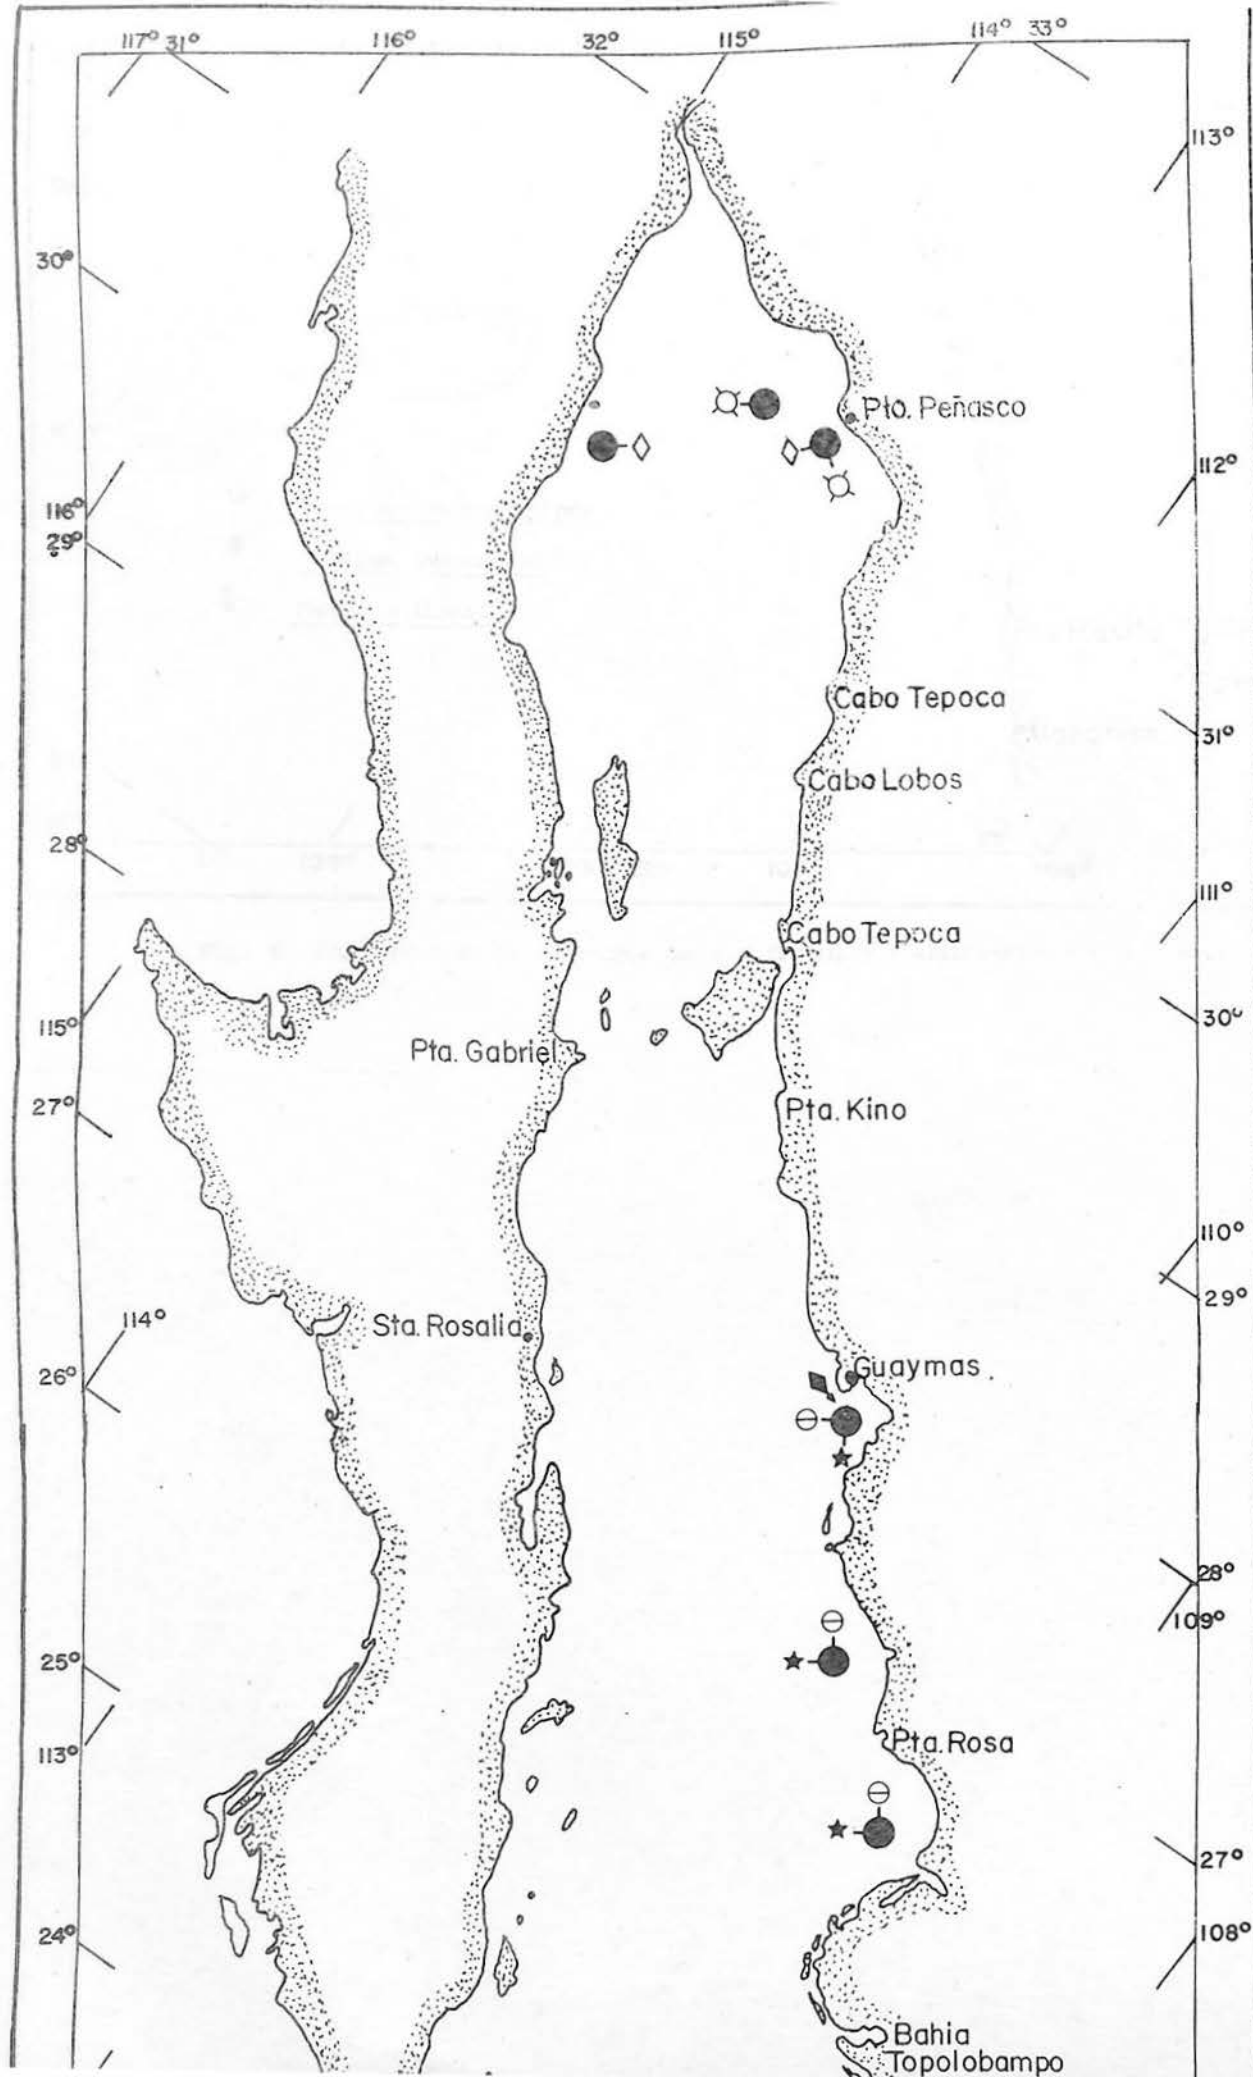 117° 31° 116° 32° 115° 114° 33°
113°
30°
Pto. Peñasco
112°
116°
29°
Cabo Tepoca
31°
Cabo Lobos
28°
111°
Cabo Tepoca
115°
30°
Pta. Gabriel
27°
Pta. Kino
110°
29°
114°
Sta. Rosalia
26°
Guaymas
28°
109°
25°
113°
Pta. Rosa
27°
24°
108°
Bahia
Topolobampo